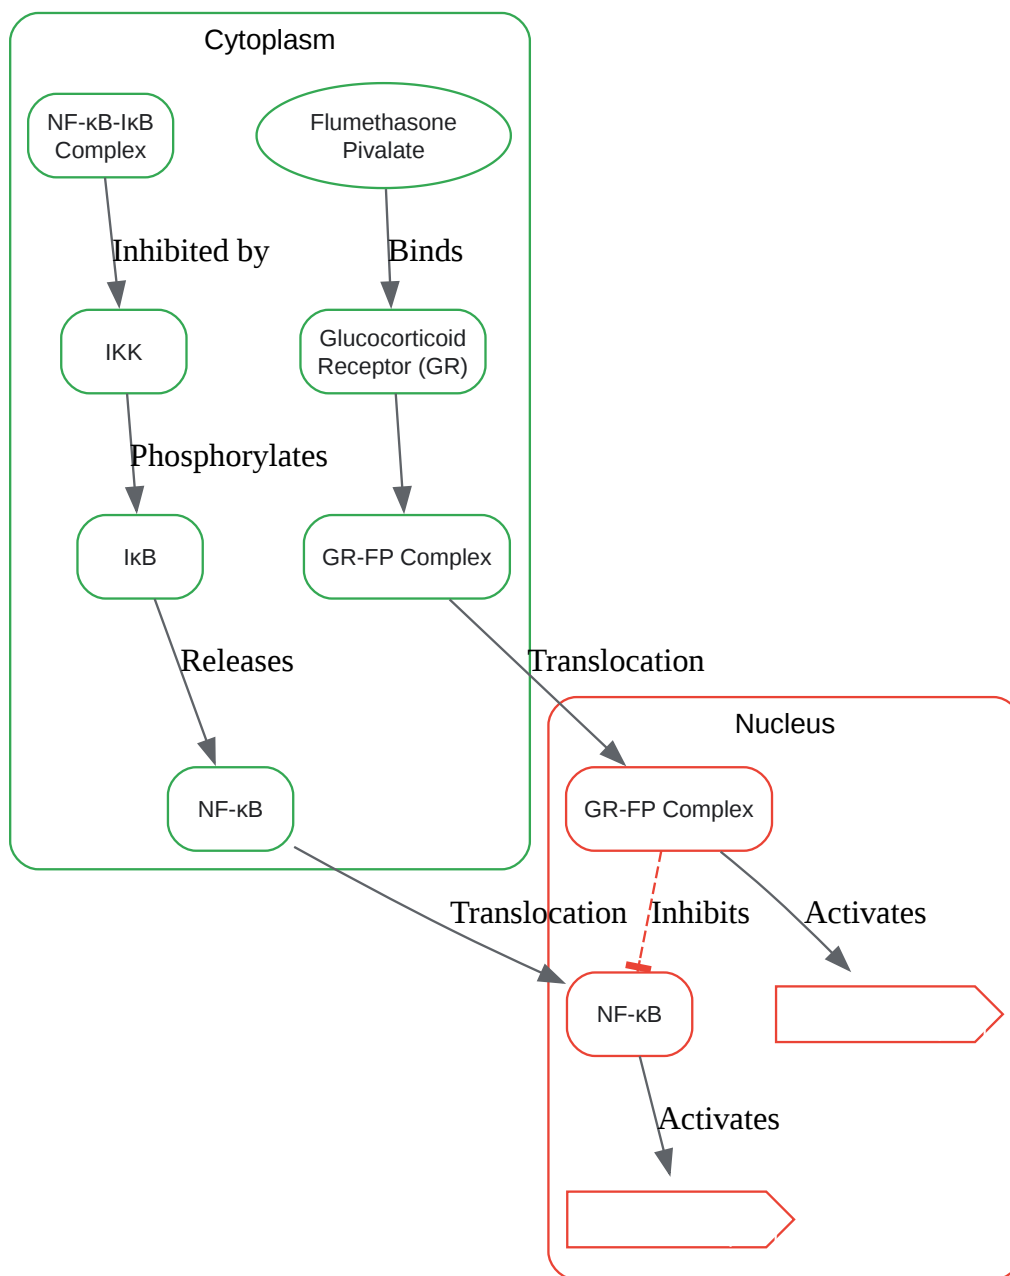 Cytoplasm
NF-κB-IκB
Complex
Flumethasone
Pivalate
Inhibited by
Binds
IKK
Glucocorticoid
Receptor (GR)
Phosphorylates
IκB
GR-FP Complex
Releases
Translocation
Nucleus
NF-κB
GR-FP Complex
Translocation
Inhibits
Activates
NF-κB
Activates